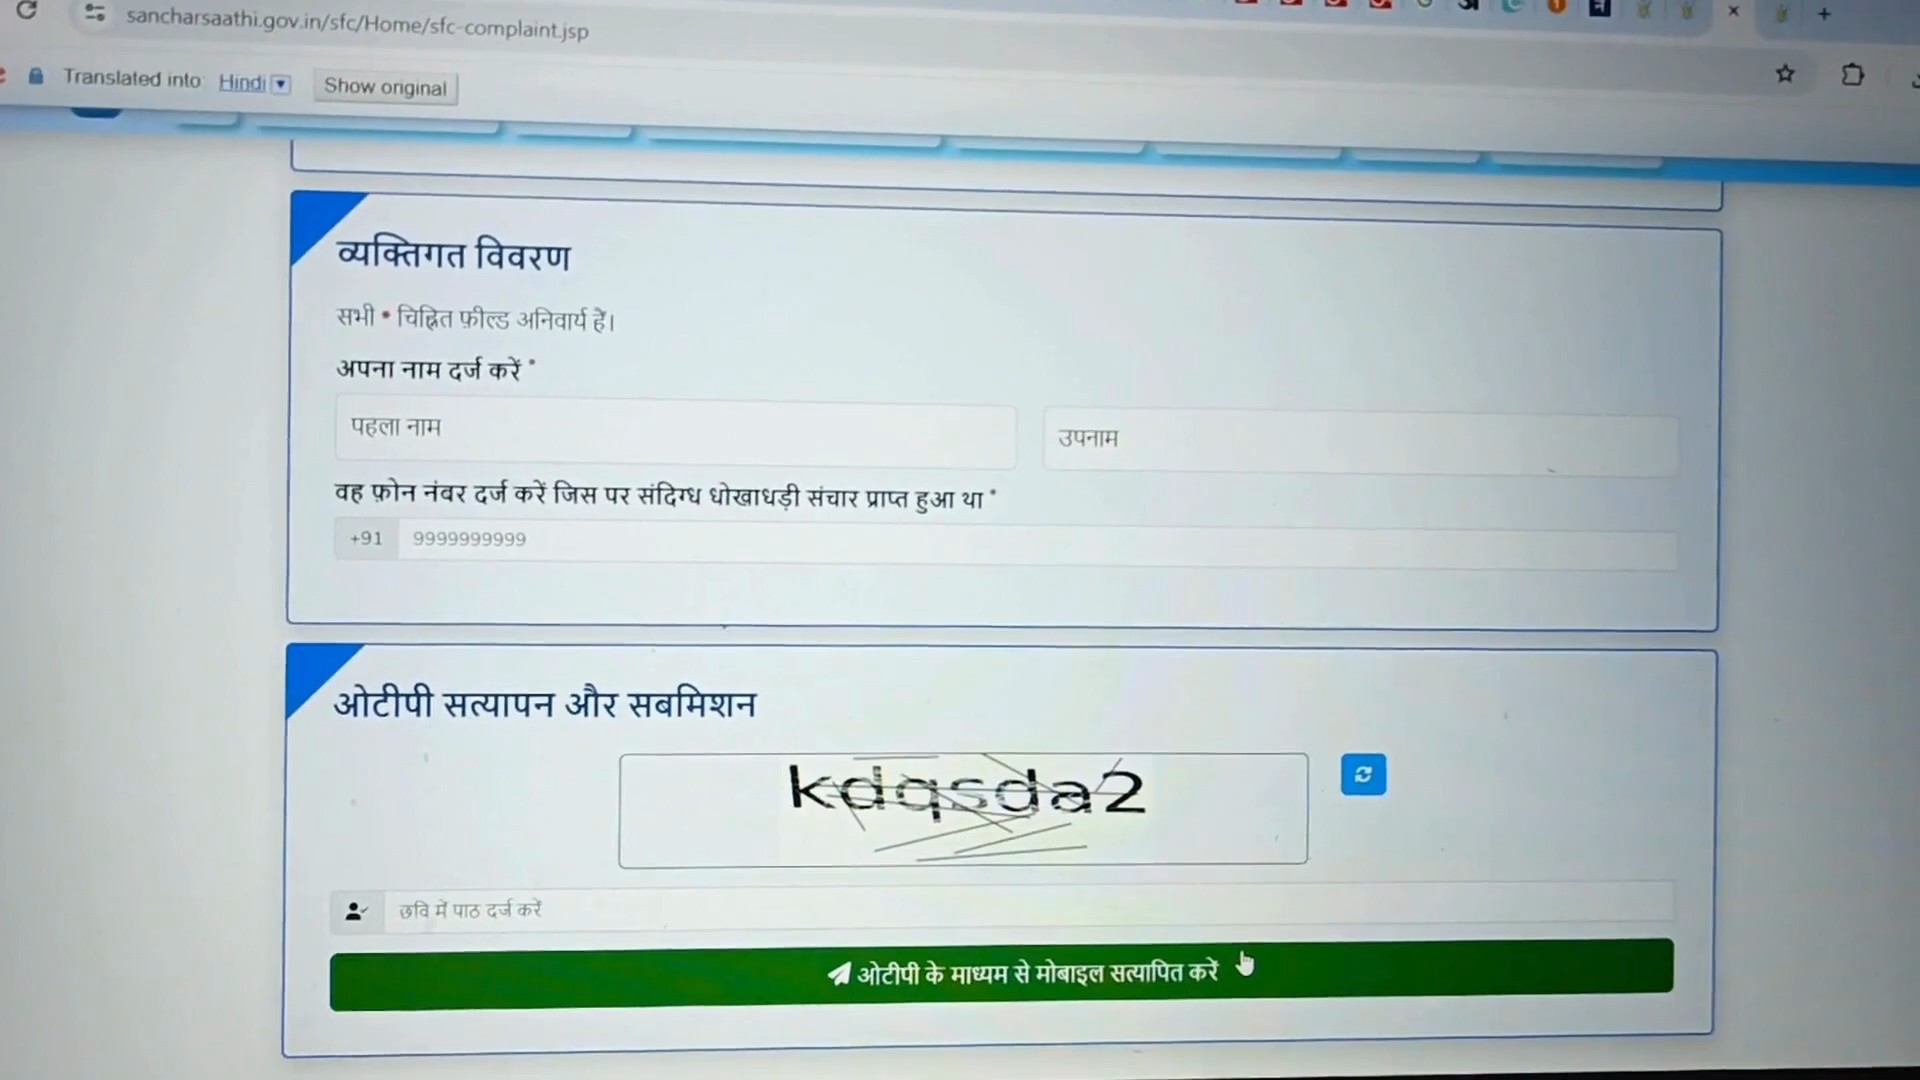 sancharsaathi.gov.in/sfc/Home/sfc-complaint.jsp
Translated into Hindi Show original
व्यक्तिगत विवरण
सभी * चिह्नित फ़ील्ड अनिवार्य हैं।
अपना नाम दर्ज करें *
पहला नाम
उपनाम
वह फ़ोन नंबर दर्ज करें जिस पर संदिग्ध धोखाधड़ी संचार प्राप्त हुआ था *
+91 9999999999
ओटीपी सत्यापन और सबमिशन
kdqsda2
छवि में पाठ दर्ज करें
ओटीपी के माध्यम से मोबाइल सत्यापित करें